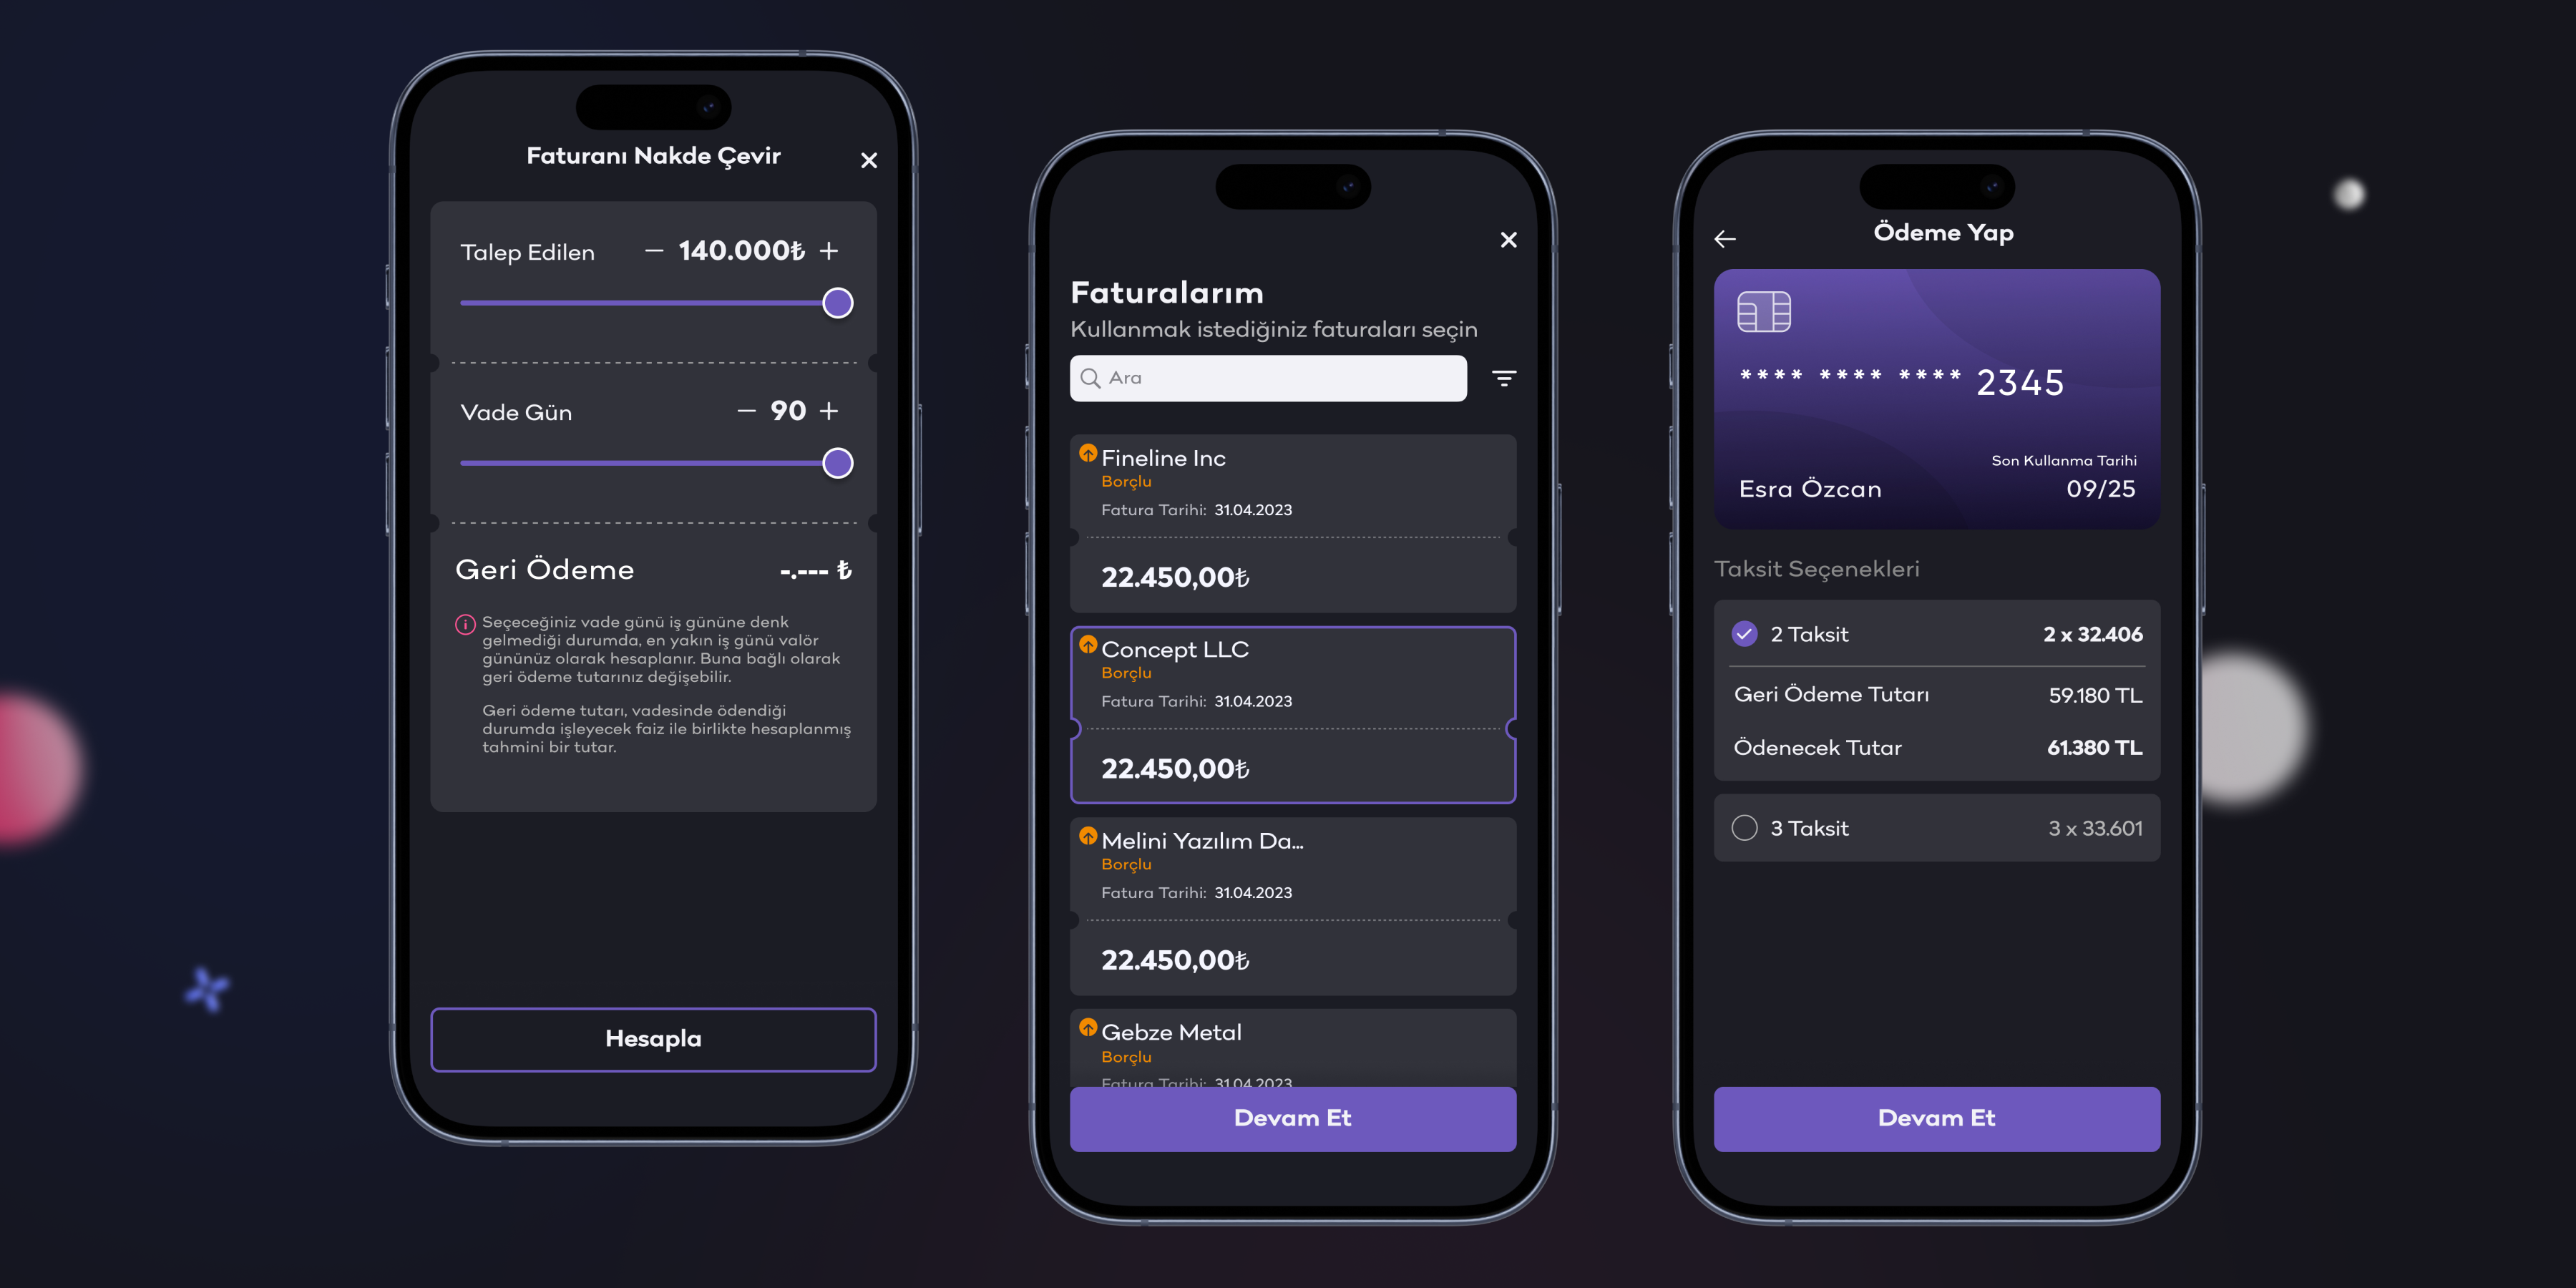 Faturanı Nakde Çevir
Talep Edilen
140.000₺
Vade Gün
90
Geri Ödeme
-.--- ₺
Seçeceğiniz vade günü iş gününe denk
gelmediği durumda, en yakın iş günü valör
gününüz olarak hesaplanır. Buna bağlı olarak
geri ödeme tutarınız değişebilir.
Geri ödeme tutarı, vadesinde ödendiği
durumda işleyecek faiz ile birlikte hesaplanmış
tahmini bir tutar.
Hesapla
Faturalarım
Kullanmak istediğiniz faturaları seçin
Ara
Fineline Inc
Borçlu
Fatura Tarihi: 31.04.2023
22.450,00₺
Concept LLC
Borçlu
Fatura Tarihi: 31.04.2023
22.450,00₺
Melini Yazılım Da...
Borçlu
Fatura Tarihi: 31.04.2023
22.450,00₺
Gebze Metal
Borçlu
Fatura Tarihi: 31.04.2023
Devam Et
Ödeme Yap
**** **** **** 2345
Son Kullanma Tarihi
Esra Özcan 09/25
Taksit Seçenekleri
2 Taksit 2 x 32.406
Geri Ödeme Tutarı 59.180 TL
Ödenecek Tutar 61.380 TL
3 Taksit 3 x 33.601
Devam Et